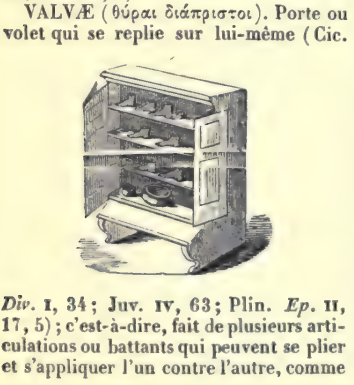 VALVÆ (θύραι διάπριστοι). Porte ou
volet qui se replie sur lui-même (Cic.
Div. I, 34; Juv. IV, 63; Plin. Ep. II,
17, 5); c'est-à-dire, fait de plusieurs arti-
culations ou battants qui peuvent se plier
et s'appliquer l'un contre l'autre, comme